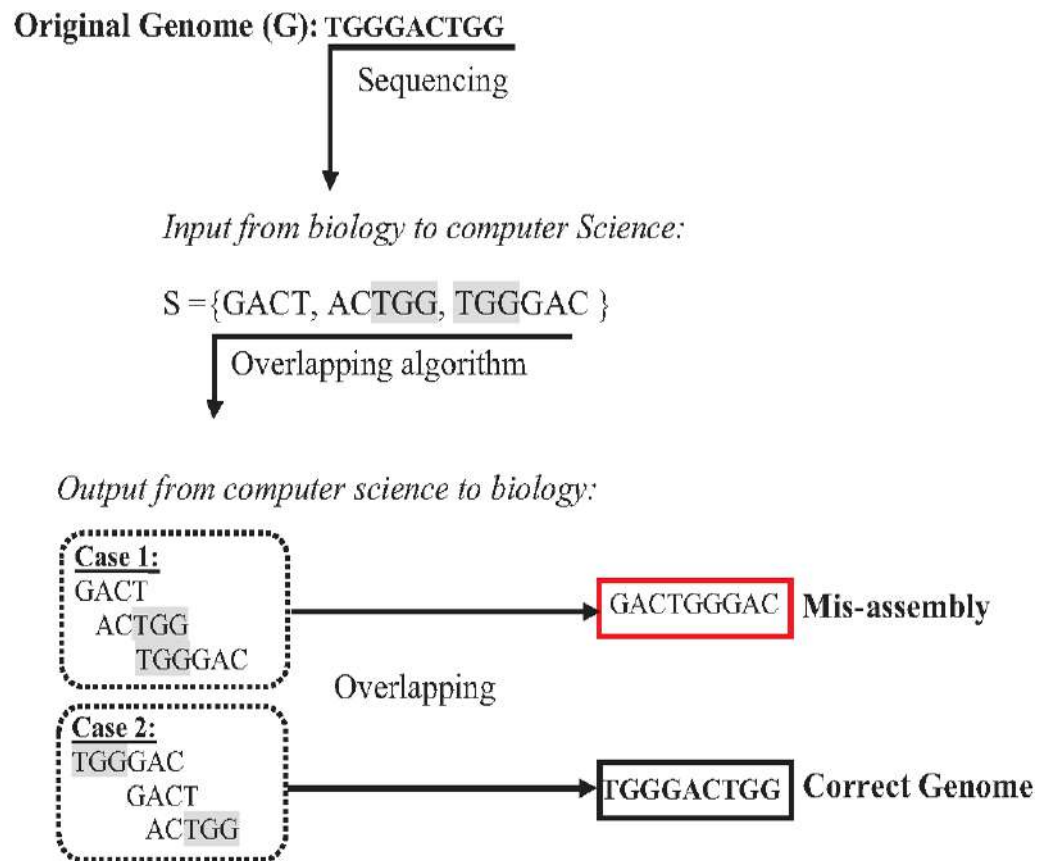 Original Genome (G): TGGGACTGG
Sequencing
Input from biology to computer Science:
S ={GACT, ACTGG, TGGGAC }
Overlapping algorithm
Output from computer science to biology:
Case 1:
GACT
ACTGG
TGGGAC
GACTGGGAC
Mis-assembly
Overlapping
Case 2:
TGGGAC
GACT
ACTGG
TGGGACTGG
Correct Genome